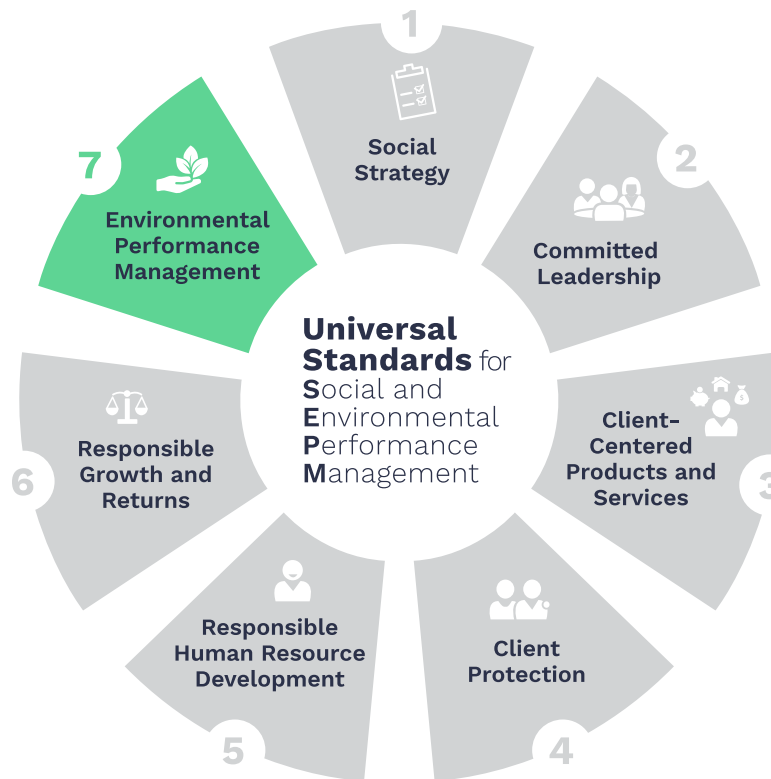 1
Social
Strategy
2
Committed
Leadership
3
Client-
Centered
Products and
Services
4
Client
Protection
5
Responsible
Human Resource
Development
6
Responsible
Growth and
Returns
7
Environmental
Performance
Management
Universal
Standards for
Social and
Environmental
Performance
Management